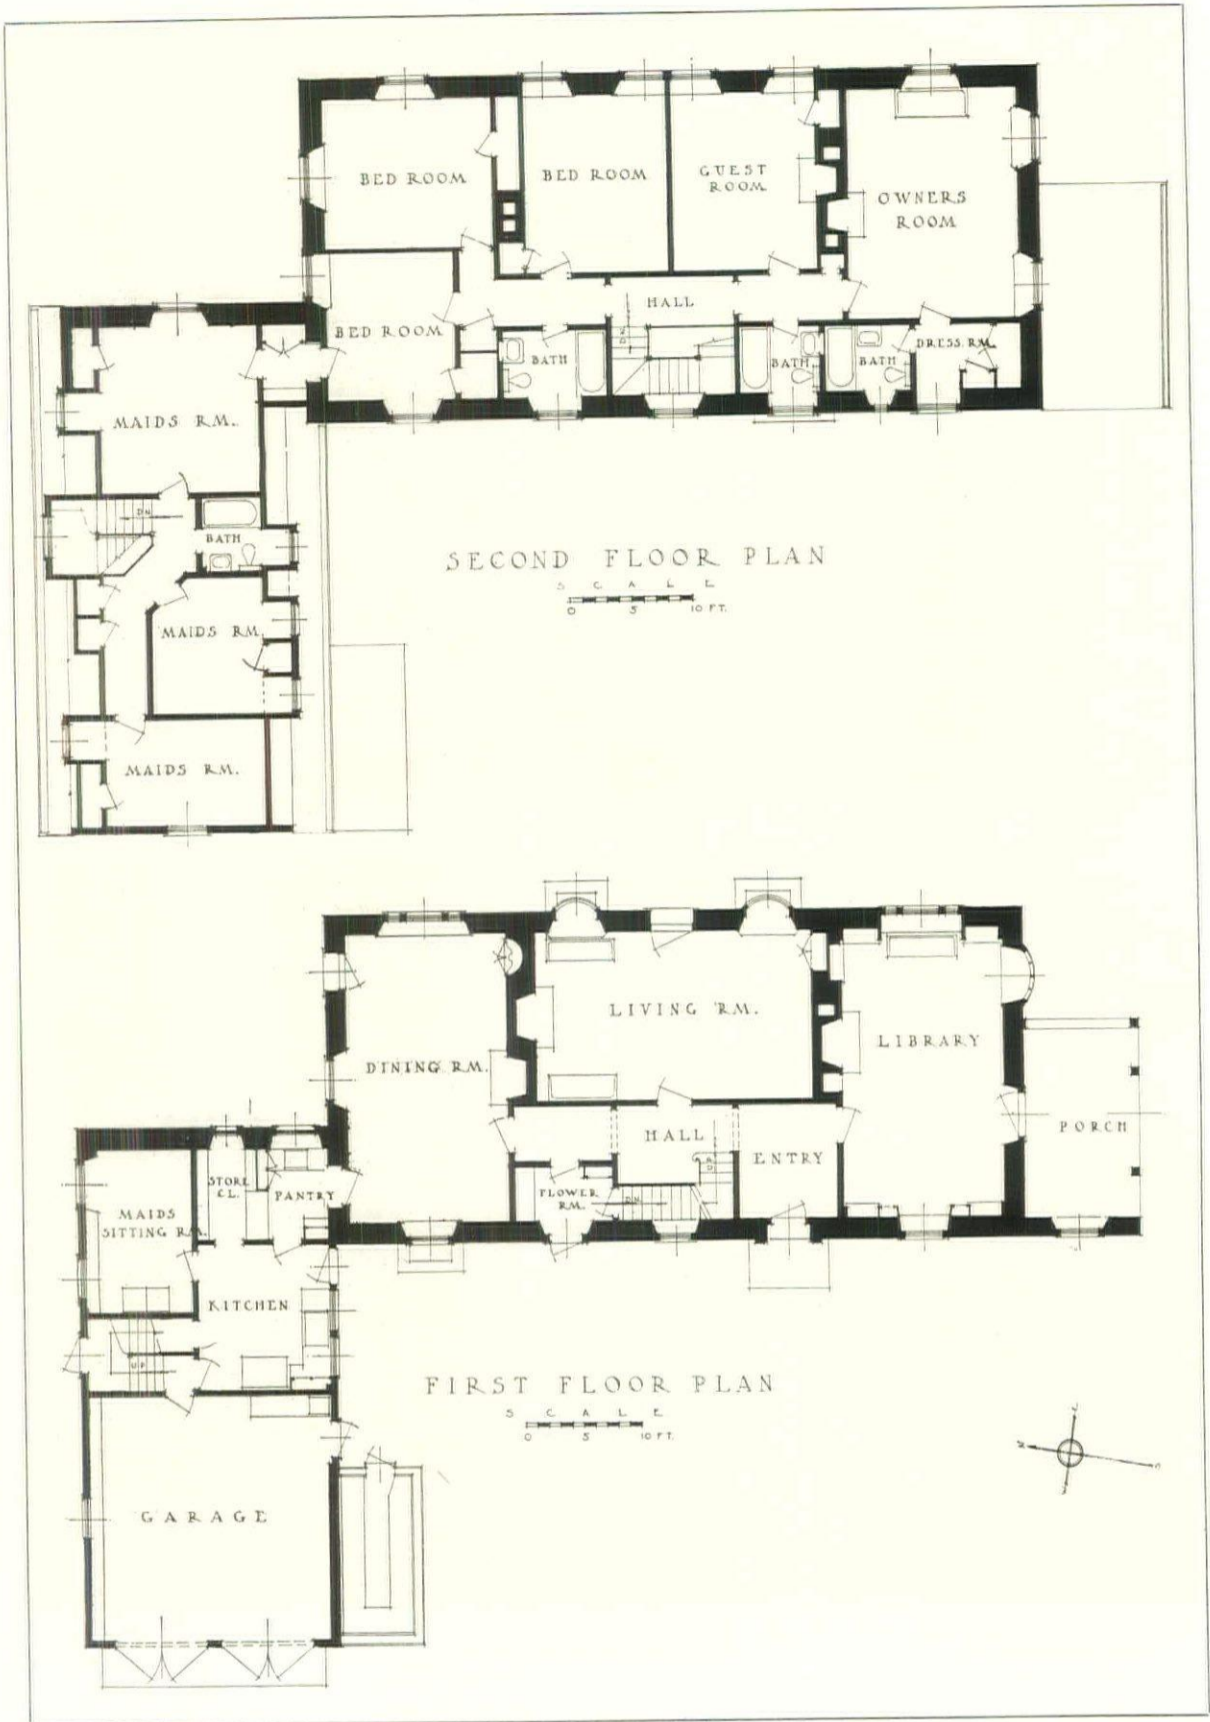 BED ROOM
BED ROOM
GUEST
ROOM
OWNERS
ROOM
BED ROOM
HALL
DN.
BATH
BATH
BATH
DRESS. RM.
MAIDS RM.
DN.
BATH
MAIDS RM.
MAIDS RM.
SECOND FLOOR PLAN
SCALE
0 5 10 FT.
DINING RM.
LIVING RM.
LIBRARY
PORCH
HALL
ENTRY
FLOWER
RM.
DN.
STORE
CL.
PANTRY
MAIDS
SITTING RM.
KITCHEN
UP
GARAGE
FIRST FLOOR PLAN
SCALE
0 5 10 FT.